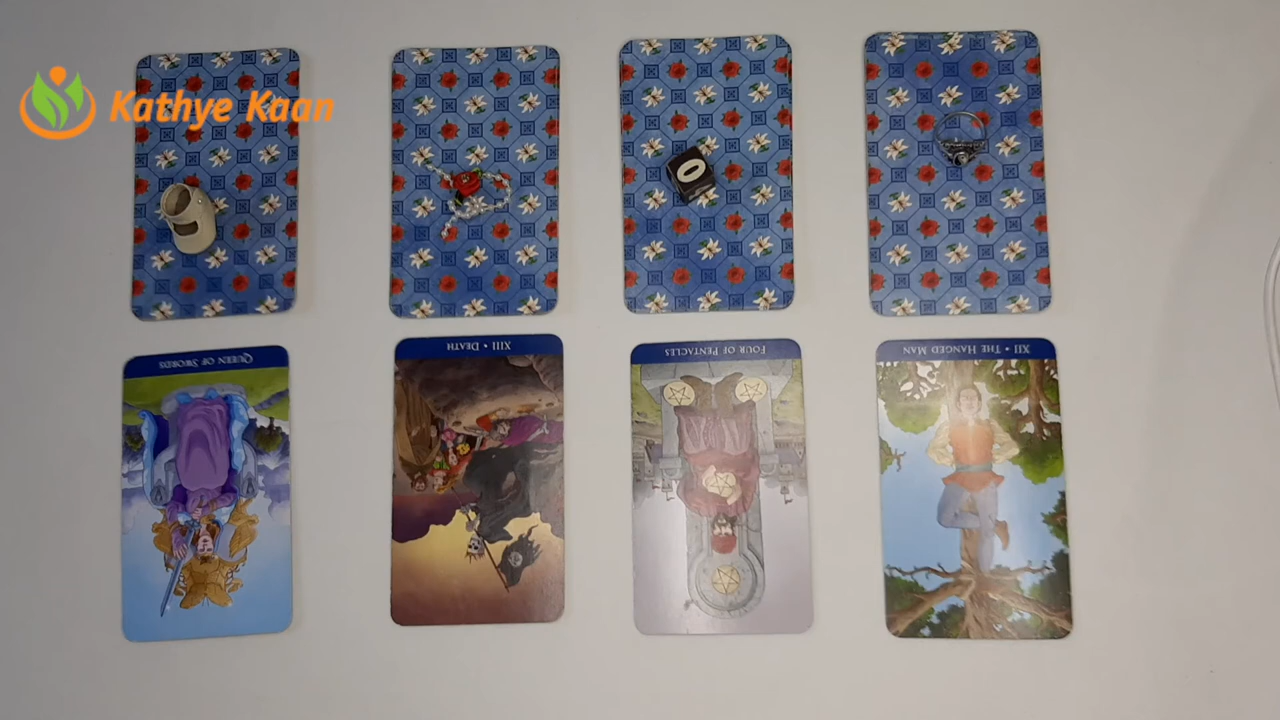 Kathye Kaan
QUEEN OF SWORDS
XIII • DEATH
FOUR OF PENTACLES
XII • THE HANGED MAN